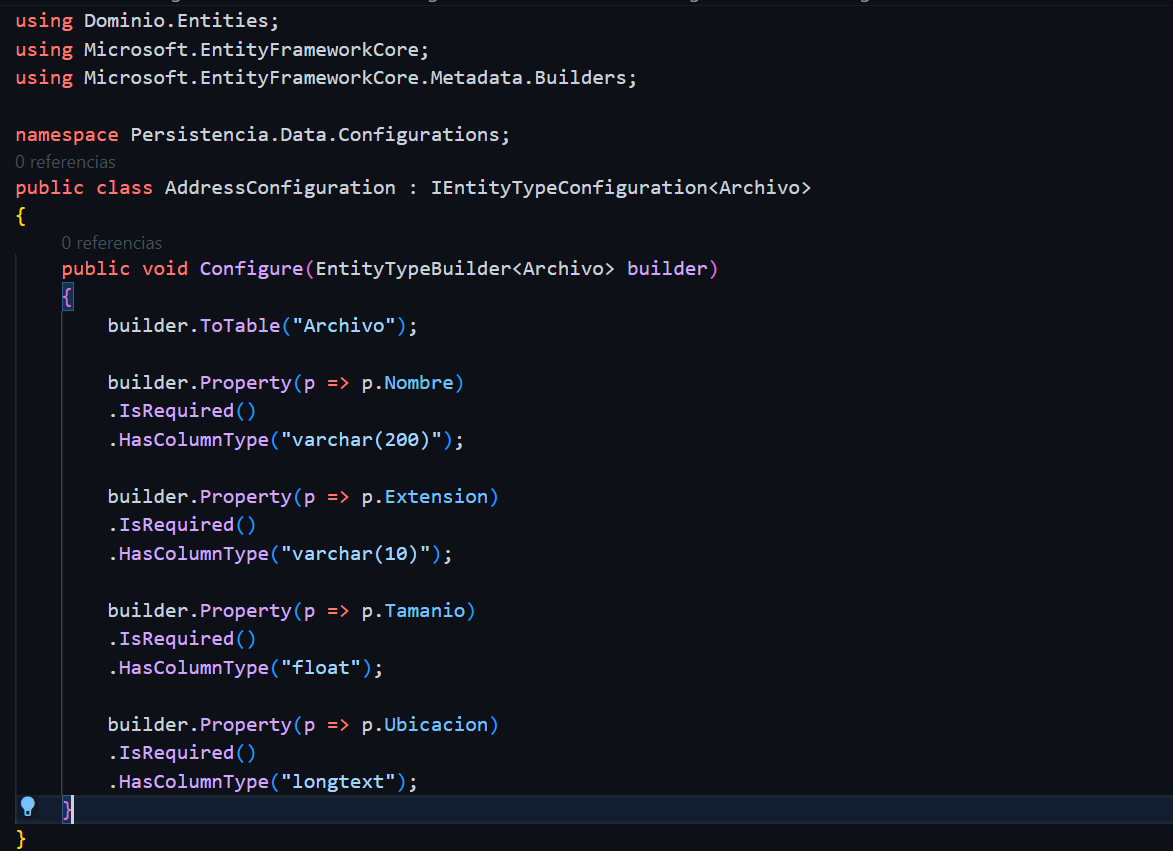 using Dominio.Entities;
using Microsoft.EntityFrameworkCore;
using Microsoft.EntityFrameworkCore.Metadata.Builders;
namespace Persistencia.Data.Configurations;
0 referencias
public class AddressConfiguration : IEntityTypeConfiguration<Archivo>
{
0 referencias
public void Configure(EntityTypeBuilder<Archivo> builder)
{
builder.ToTable("Archivo");
builder.Property(p => p.Nombre)
.IsRequired()
.HasColumnType("varchar(200)");
builder.Property(p => p.Extension)
.IsRequired()
.HasColumnType("varchar(10)");
builder.Property(p => p.Tamanio)
.IsRequired()
.HasColumnType("float");
builder.Property(p => p.Ubicacion)
.IsRequired()
.HasColumnType("longtext");
}
}